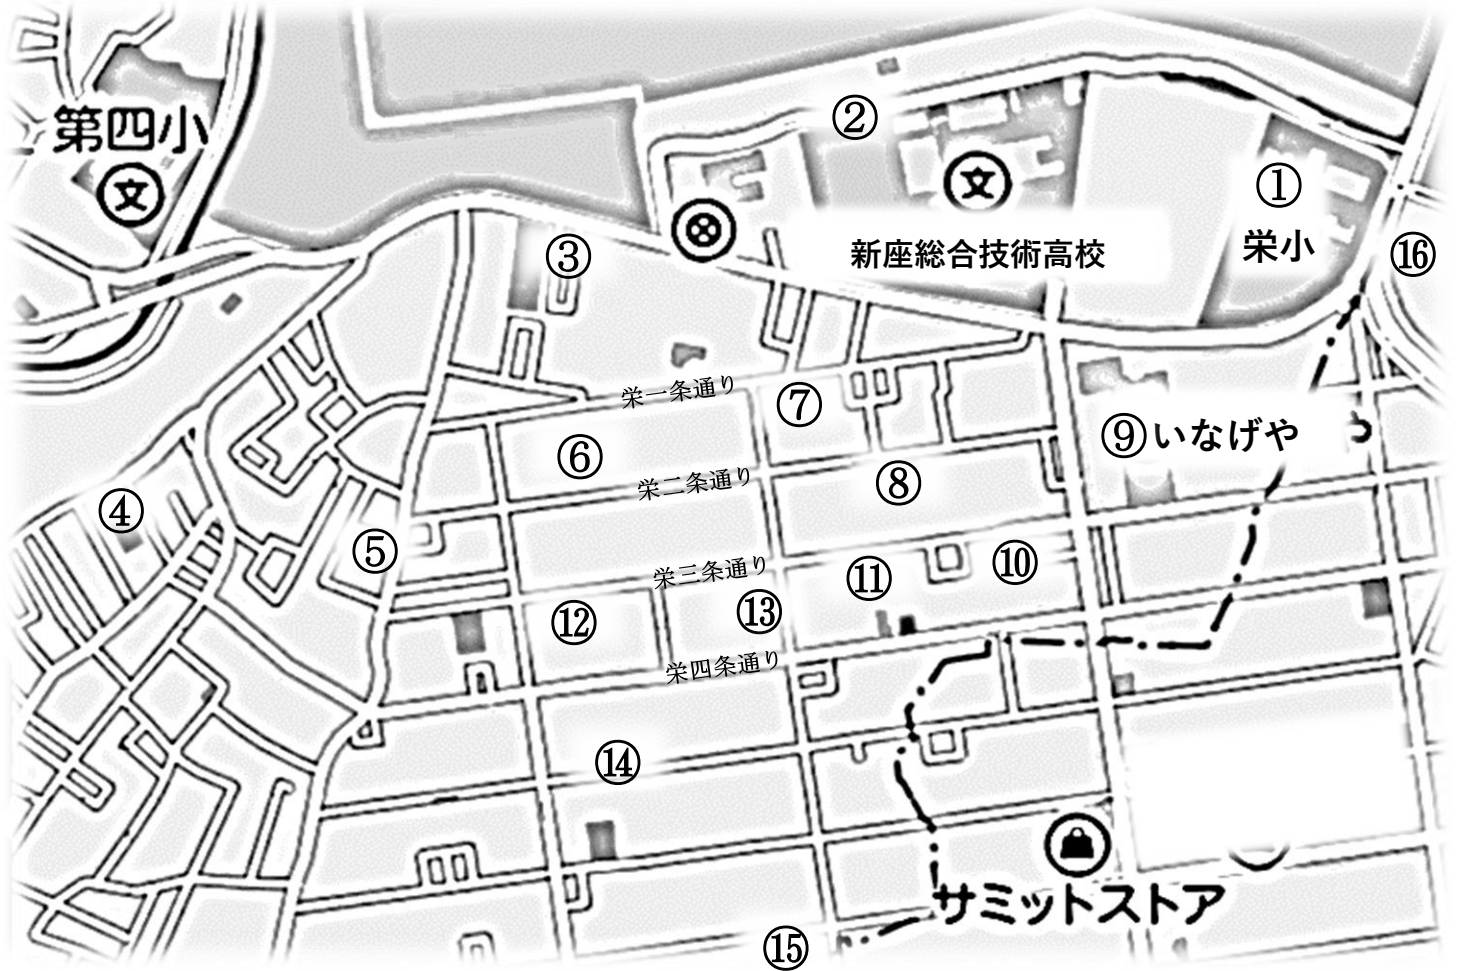 第四小
文
②
文
①
栄小
新座総合技術高校
⑯
③
栄一条通り
⑦
⑨いなげや
⑥
栄二条通り
⑧
④
⑤
栄三条通り
⑪
⑩
⑫
⑬
栄四条通り
⑭
サミットストア
⑮